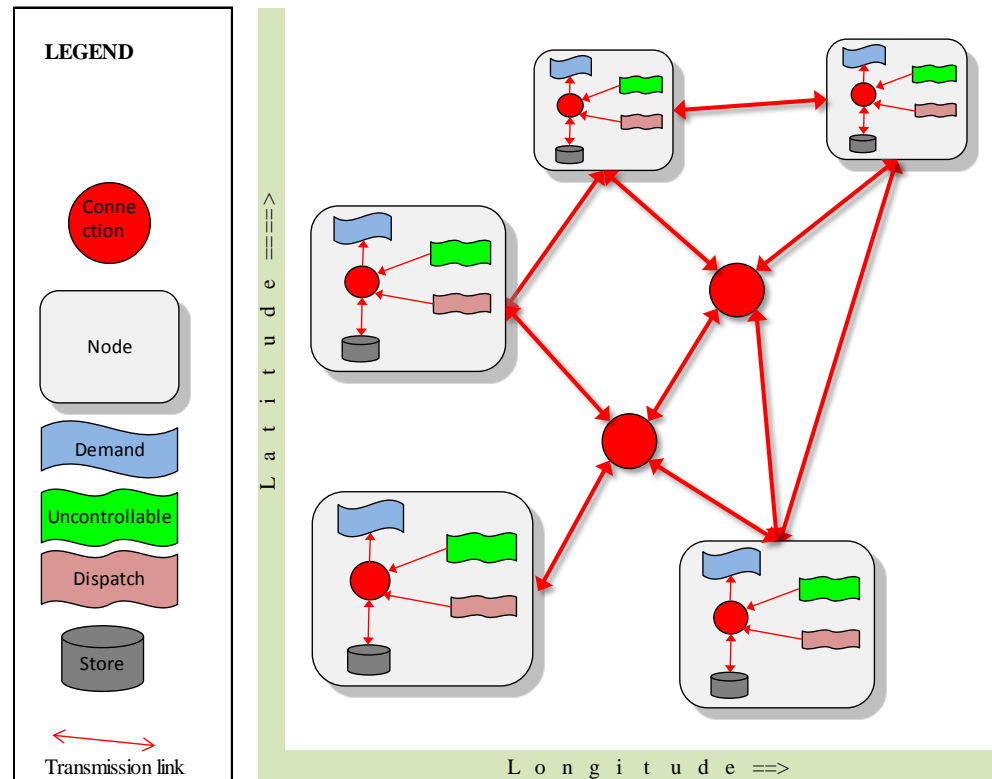 LEGEND
Conne
ction
Node
Demand
Uncontrollable
Dispatch
Store
Transmission link
L a t i t u d e ====>
L o n g i t u d e ==>